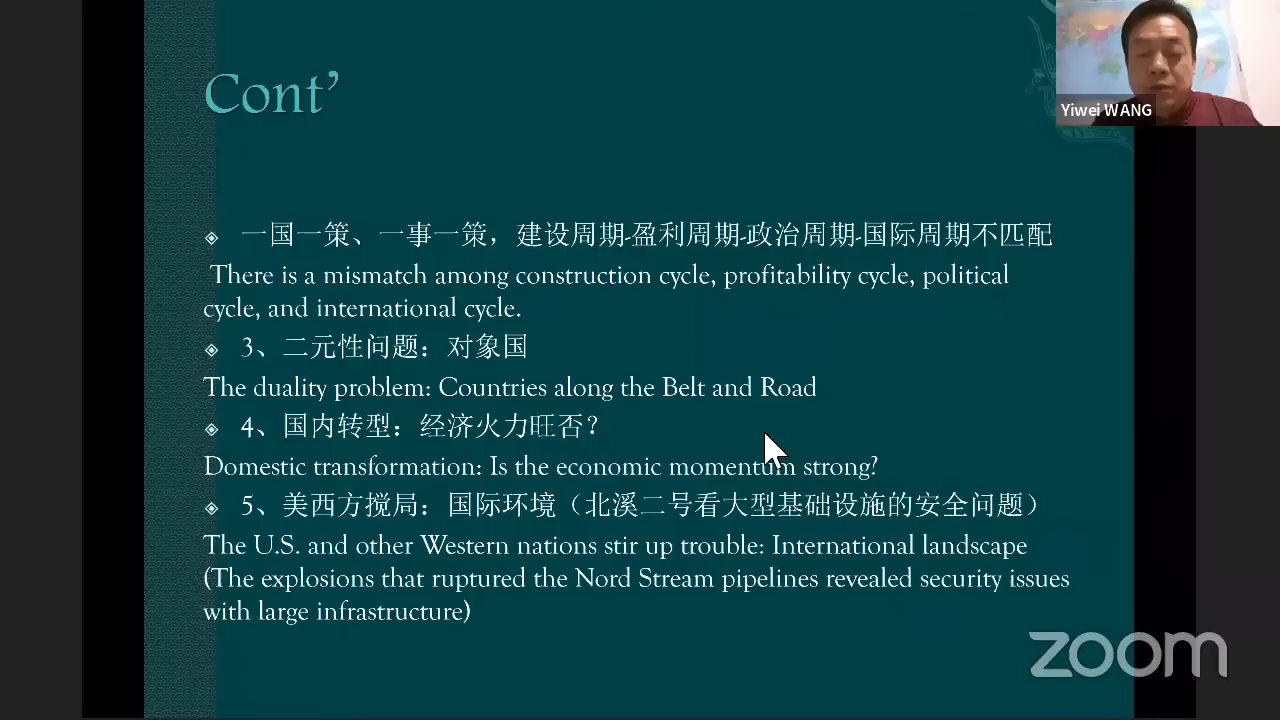 Cont’
Yiwei WANG
一国一策、一事一策，建设周期-盈利周期-政治周期-国际周期不匹配
There is a mismatch among construction cycle, profitability cycle, political
cycle, and international cycle.
3、二元性问题：对象国
The duality problem: Countries along the Belt and Road
4、国内转型：经济火力旺否？
Domestic transformation: Is the economic momentum strong?
5、美西方搅局：国际环境（北溪二号看大型基础设施的安全问题）
The U.S. and other Western nations stir up trouble: International landscape
(The explosions that ruptured the Nord Stream pipelines revealed security issues
with large infrastructure)
zoom